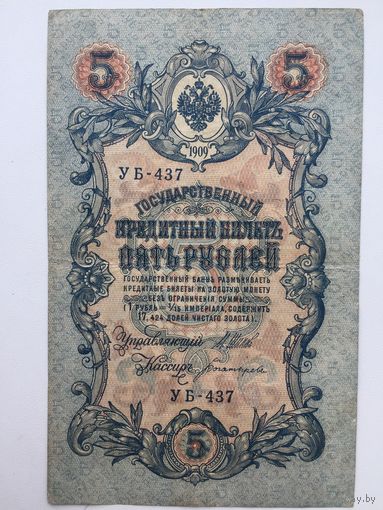 5 5
1909
УБ-437
ГОСУДАРСТВЕННЫЙ
КРЕДИТНЫЙ БИЛЕТЪ
ПЯТЬ РУБЛЕЙ
ГОСУДАРСТВЕННЫЙ БАНКЪ РАЗМѢНИВАЕТЪ
КРЕДИТНЫЕ БИЛЕТЫ НА ЗОЛОТУЮ МОНЕТУ
БЕЗЪ ОГРАНИЧЕНІЯ СУММЫ
(1 РУБЛЬ = 1/15 ИМПЕРІАЛА, СОДЕРЖИТЪ
17,424 ДОЛЕЙ ЧИСТАГО ЗОЛОТА).
Управляющій
Кассиръ
УБ-437
5